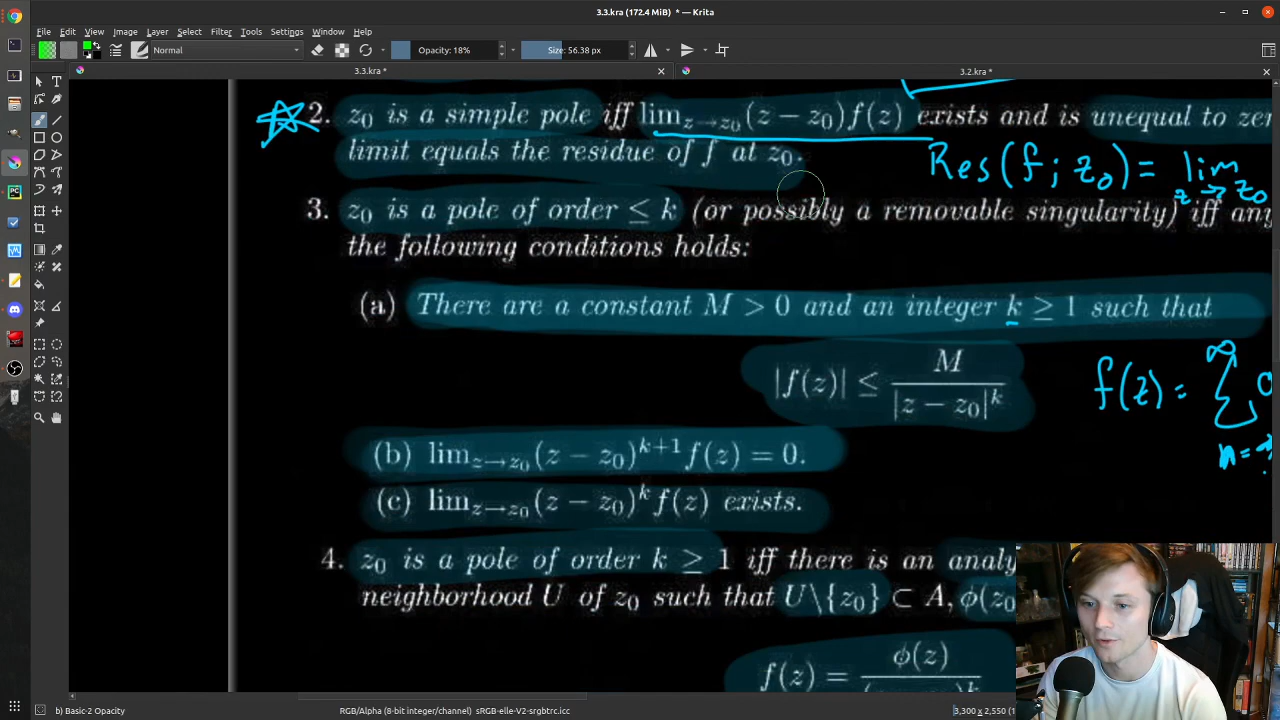 3.3.kra (172.4 MiB) * — Krita
File Edit View Image Layer Select Filter Tools Settings Window Help
Normal Opacity: 18% Size: 56.38 px
3.3.kra* 3.2.kra*
2. z₀ is a simple pole iff lim_{z→z₀}(z − z₀)f(z) exists and is unequal to zer
limit equals the residue of f at z₀.
Res(f; z₀) = lim
z → z₀
3. z₀ is a pole of order ≤ k (or possibly a removable singularity) iff any
the following conditions holds:
(a) There are a constant M > 0 and an integer k ≥ 1 such that
|f(z)| ≤ M / |z − z₀|^k
f(z) = ∑
∞
n=
(b) lim_{z→z₀}(z − z₀)^{k+1} f(z) = 0.
(c) lim_{z→z₀}(z − z₀)^k f(z) exists.
4. z₀ is a pole of order k ≥ 1 iff there is an analy
neighborhood U of z₀ such that U\{z₀} ⊂ A, ϕ(z₀
f(z) = ϕ(z)
b) Basic-2 Opacity RGB/Alpha (8-bit integer/channel) sRGB-elle-V2-srgbtrc.icc 3,300 x 2,550 (1